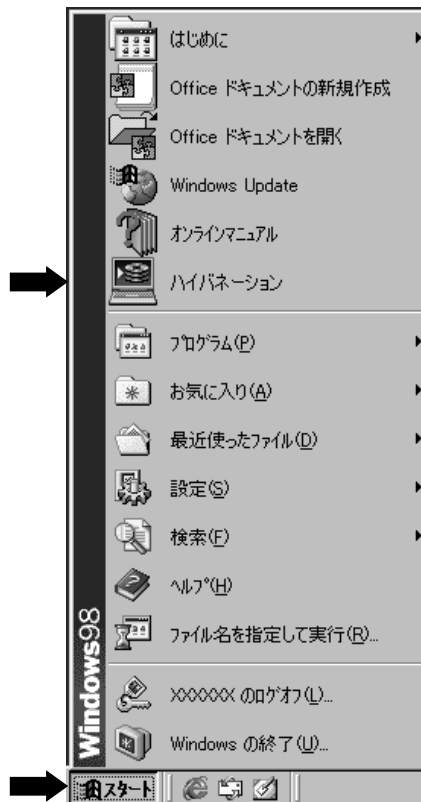 はじめに
Office ドキュメントの新規作成
Office ドキュメントを開く
Windows Update
オンラインマニュアル
ハイバネーション
プログラム(P)
お気に入り(A)
最近使ったファイル(D)
設定(S)
検索(F)
ヘルプ(H)
ファイル名を指定して実行(R)...
XXXXXX のログオフ(L)...
Windows の終了(U)...
Windows98
スタート